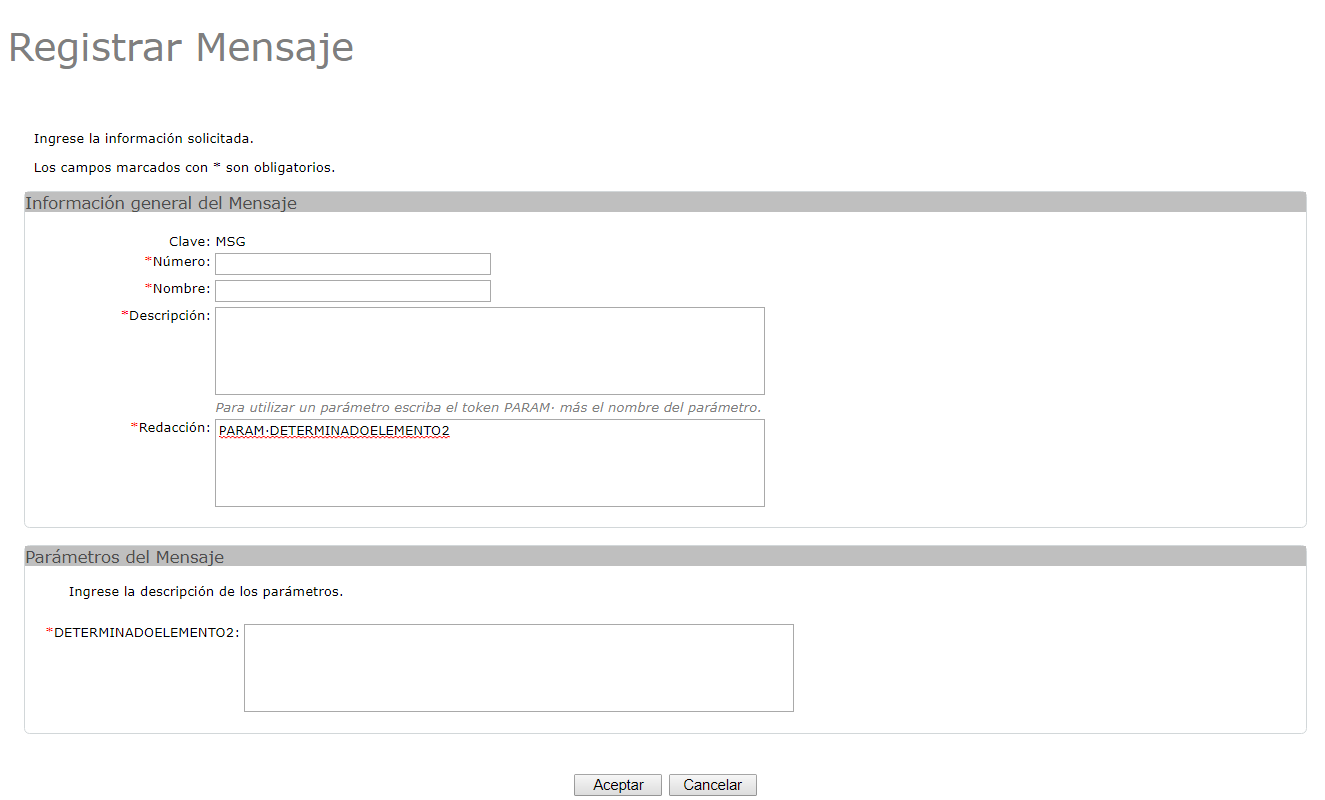 Registrar Mensaje
Ingrese la información solicitada.
Los campos marcados con * son obligatorios.
Información general del Mensaje
Clave: MSG
*Número:
*Nombre:
*Descripción:
Para utilizar un parámetro escriba el token PARAM· más el nombre del parámetro.
*Redacción: PARAM·DETERMINADOELEMENTO2
Parámetros del Mensaje
Ingrese la descripción de los parámetros.
*DETERMINADOELEMENTO2:
Aceptar Cancelar